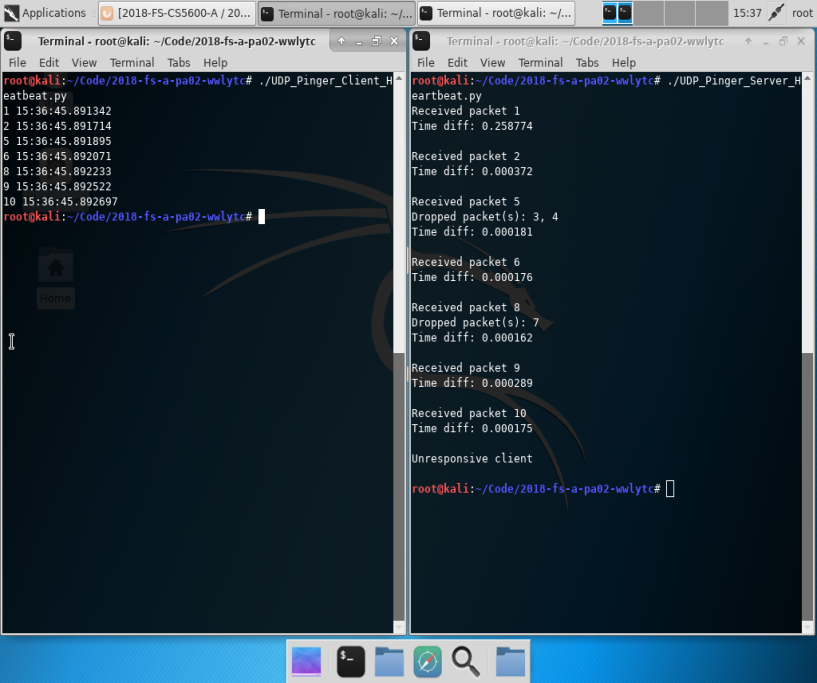 Applications
[2018-FS-CS5600-A / 20...
Terminal - root@kali: ~/...
Terminal - root@kali: ~/...
15:37
root
Terminal - root@kali: ~/Code/2018-fs-a-pa02-wwlytc
File Edit View Terminal Tabs Help
root@kali:~/Code/2018-fs-a-pa02-wwlytc# ./UDP_Pinger_Client_H
eatbeat.py
1 15:36:45.891342
2 15:36:45.891714
5 15:36:45.891895
6 15:36:45.892071
8 15:36:45.892233
9 15:36:45.892522
10 15:36:45.892697
root@kali:~/Code/2018-fs-a-pa02-wwlytc#
Home
Terminal - root@kali: ~/Code/2018-fs-a-pa02-wwlytc
File Edit View Terminal Tabs Help
root@kali:~/Code/2018-fs-a-pa02-wwlytc# ./UDP_Pinger_Server_H
eartbeat.py
Received packet 1
Time diff: 0.258774
Received packet 2
Time diff: 0.000372
Received packet 5
Dropped packet(s): 3, 4
Time diff: 0.000181
Received packet 6
Time diff: 0.000176
Received packet 8
Dropped packet(s): 7
Time diff: 0.000162
Received packet 9
Time diff: 0.000289
Received packet 10
Time diff: 0.000175
Unresponsive client
root@kali:~/Code/2018-fs-a-pa02-wwlytc#